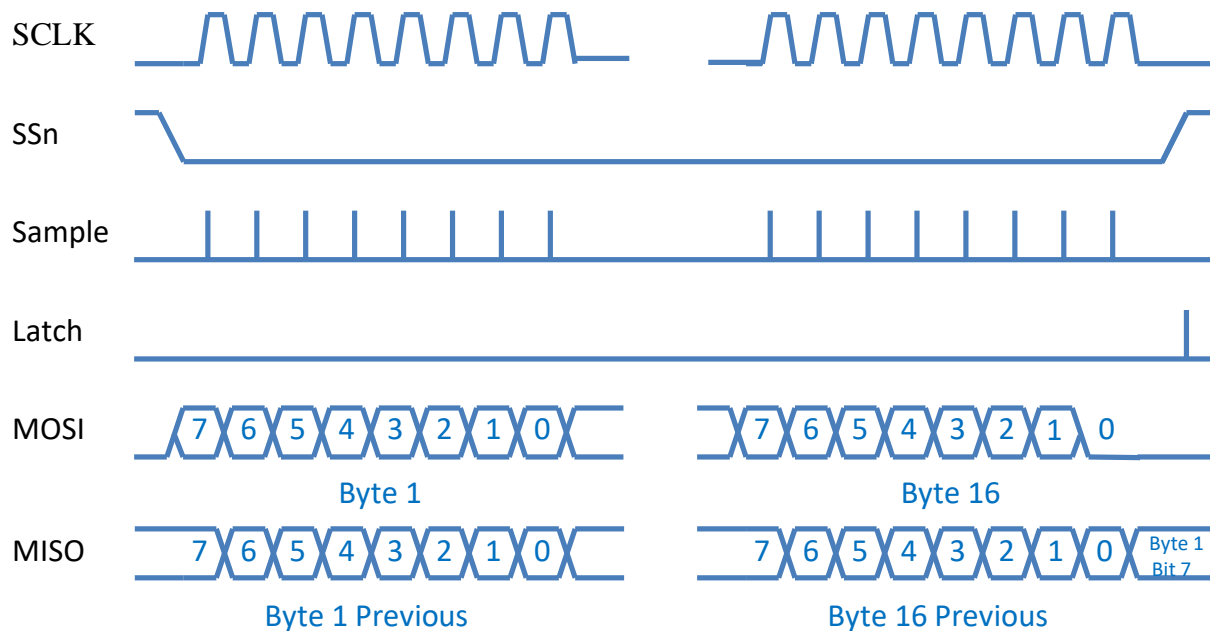 SCLK
SSn
Sample
Latch
MOSI 7 6 5 4 3 2 1 0 7 6 5 4 3 2 1 0
Byte 1 Byte 16
MISO 7 6 5 4 3 2 1 0 7 6 5 4 3 2 1 0 Byte 1
Bit 7
Byte 1 Previous Byte 16 Previous